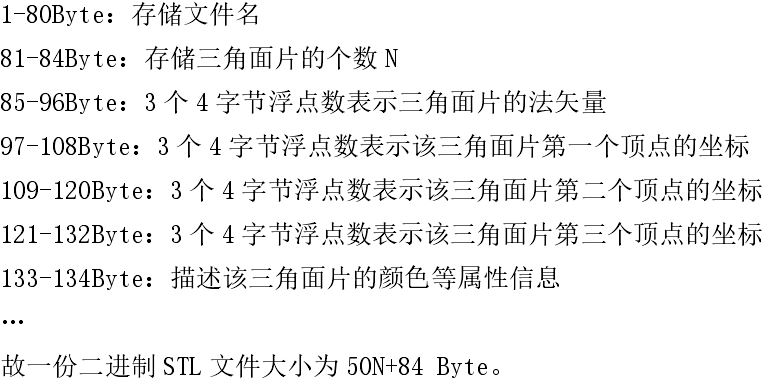 1-80Byte：存储文件名
81-84Byte：存储三角面片的个数 N
85-96Byte：3 个 4 字节浮点数表示三角面片的法矢量
97-108Byte：3 个 4 字节浮点数表示该三角面片第一个顶点的坐标
109-120Byte：3 个 4 字节浮点数表示该三角面片第二个顶点的坐标
121-132Byte：3 个 4 字节浮点数表示该三角面片第三个顶点的坐标
133-134Byte：描述该三角面片的颜色等属性信息
…
故一份二进制 STL 文件大小为 50N+84 Byte。